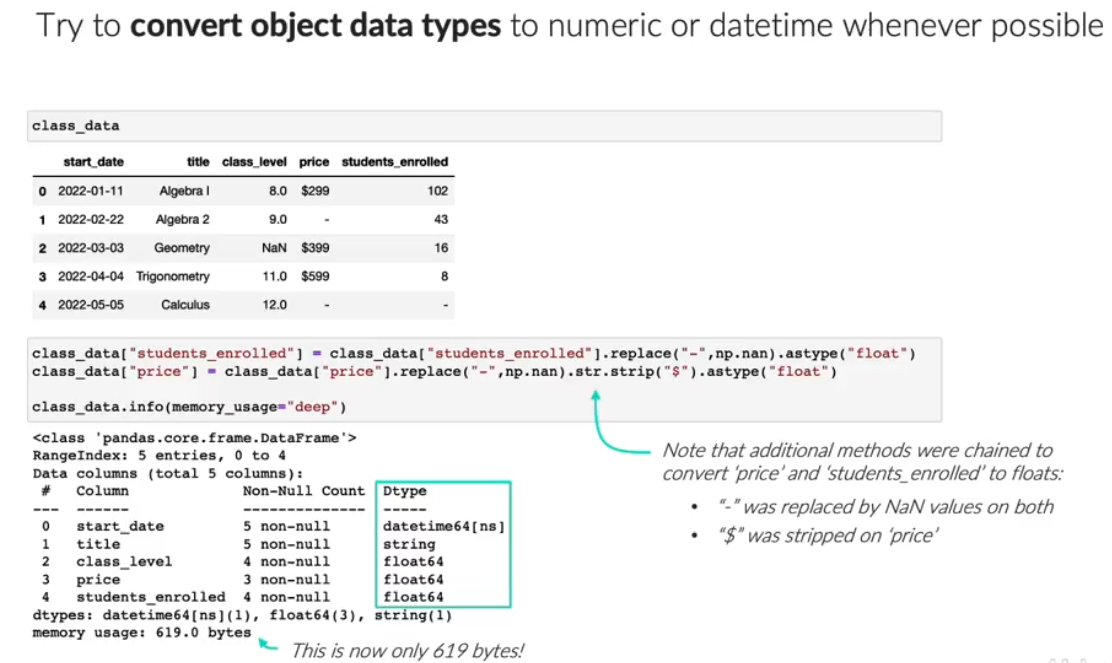 Try to convert object data types to numeric or datetime whenever possible
class_data
start_date title class_level price students_enrolled
0 2022-01-11 Algebra I 8.0 $299 102
1 2022-02-22 Algebra 2 9.0 - 43
2 2022-03-03 Geometry NaN $399 16
3 2022-04-04 Trigonometry 11.0 $599 8
4 2022-05-05 Calculus 12.0 - -
class_data["students_enrolled"] = class_data["students_enrolled"].replace("-",np.nan).astype("float")
class_data["price"] = class_data["price"].replace("-",np.nan).str.strip("$").astype("float")
class_data.info(memory_usage="deep")
<class 'pandas.core.frame.DataFrame'>
RangeIndex: 5 entries, 0 to 4
Data columns (total 5 columns):
# Column Non-Null Count Dtype
--- ------ -------------- -----
0 start_date 5 non-null datetime64[ns]
1 title 5 non-null string
2 class_level 4 non-null float64
3 price 3 non-null float64
4 students_enrolled 4 non-null float64
dtypes: datetime64[ns](1), float64(3), string(1)
memory usage: 619.0 bytes
This is now only 619 bytes!
Note that additional methods were chained to
convert 'price' and 'students_enrolled' to floats:
• "-" was replaced by NaN values on both
• "$" was stripped on 'price'